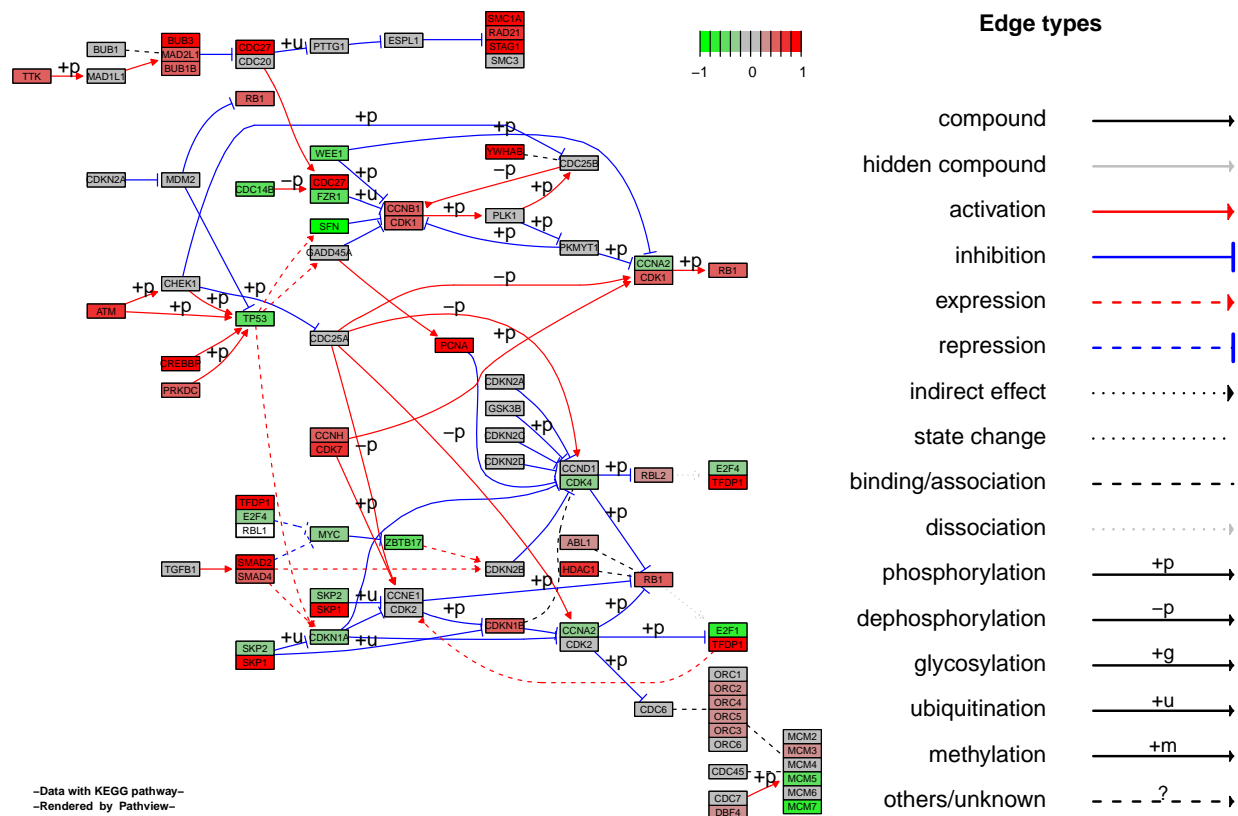 Edge types
−1 0 1
compound
hidden compound
activation
inhibition
expression
repression
indirect effect
state change
binding/association
dissociation
phosphorylation +p
dephosphorylation −p
glycosylation +g
ubiquitination +u
methylation +m
others/unknown ?
SMC1A
RAD21
STAG1
SMC3
BUB1
BUB3
MAD2L1
BUB1B
CDC27
CDC20
+u
PTTG1
ESPL1
TTK
+p
MAD1L1
RB1
+p
+p
WEE1
YWHAB
CDC25B
CDKN2A
MDM2
CDC14B
−p
CDC27
FZR1
+p
+u
−p
+p
CCNB1
CDK1
+p
PLK1
SFN
GADD45A
+p
PKMYT1
+p
CCNA2
CDK1
+p
RB1
CHEK1
+p
+p
+p
+p
ATM
TP53
−p
−p
+p
CDC25A
PCNA
CREBBP
+p
PRKDC
CDKN2A
GSK3B
CDKN2C
CDKN2D
+p
CCNH
CDK7
−p
−p
CCND1
CDK4
+p
RBL2
E2F4
TFDP1
TFDP1
E2F4
RBL1
+p
MYC
ZBTB17
+p
ABL1
TGFB1
SMAD2
SMAD4
CDKN2B
HDAC1
RB1
+p
+p
SKP2
SKP1
+u
CCNE1
CDK2
+p
CDKN1B
SKP2
SKP1
+u
CDKN1A
+u
CCNA2
CDK2
+p
E2F1
TFDP1
+p
CDC6
ORC1
ORC2
ORC4
ORC5
ORC3
ORC6
CDC45
CDC7
DBF4
+p
MCM2
MCM3
MCM4
MCM5
MCM6
MCM7
−Data with KEGG pathway−
−Rendered by Pathview−